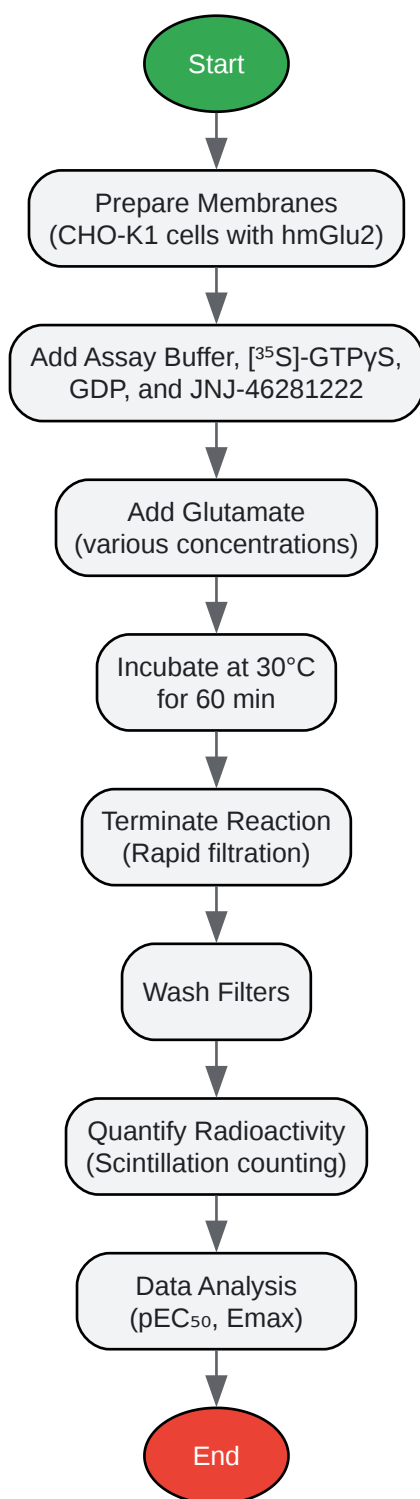 Start
Prepare Membranes
(CHO-K1 cells with hmGlu2)
Add Assay Buffer, [³⁵S]-GTPγS,
GDP, and JNJ-46281222
Add Glutamate
(various concentrations)
Incubate at 30°C
for 60 min
Terminate Reaction
(Rapid filtration)
Wash Filters
Quantify Radioactivity
(Scintillation counting)
Data Analysis
(pEC₅₀, Emax)
End